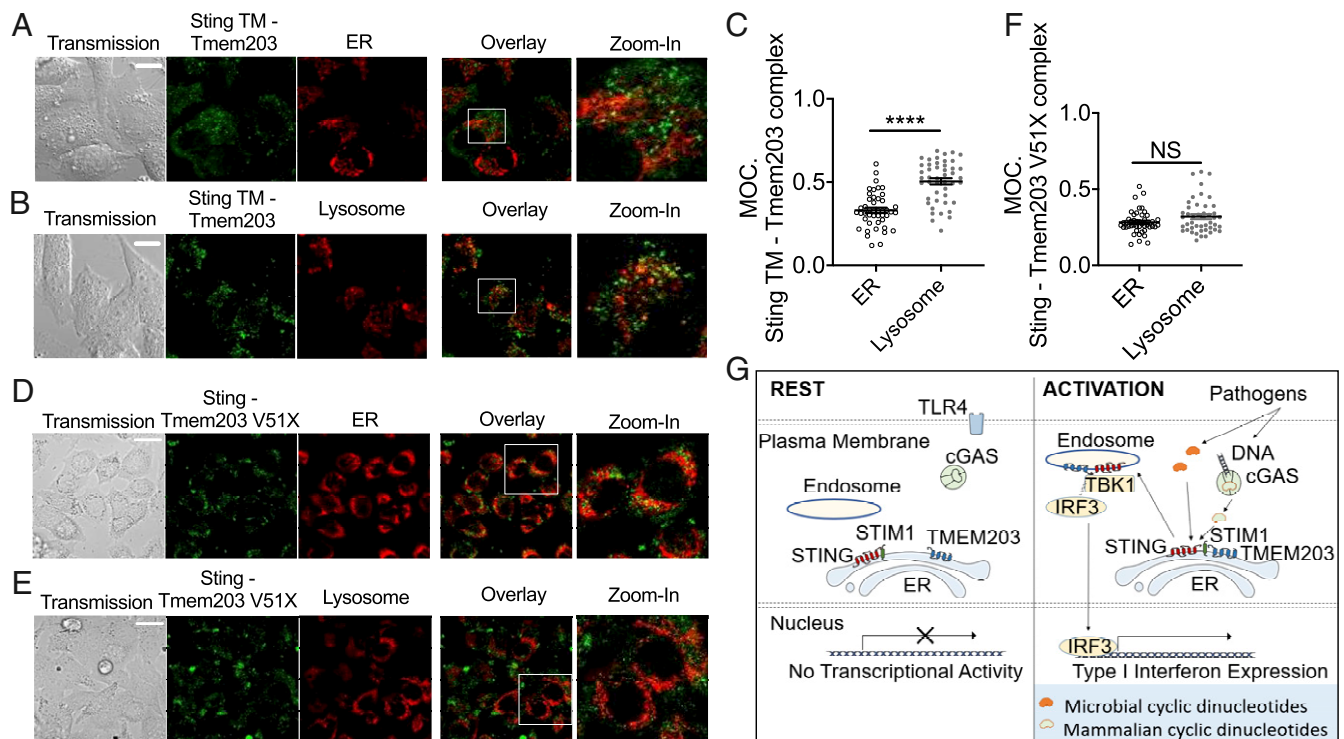 A
Transmission
Sting TM -
Tmem203
ER
Overlay
Zoom-In
B
Transmission
Sting TM -
Tmem203
Lysosome
Overlay
Zoom-In
C
MOC.
Sting TM - Tmem203 complex
1.0
0.5
0.0
****
ER
Lysosome
F
MOC.
Sting - Tmem203 V51X complex
1.0
0.5
0.0
NS
ER
Lysosome
D
Transmission
Sting -
Tmem203 V51X
ER
Overlay
Zoom-In
E
Transmission
Sting -
Tmem203 V51X
Lysosome
Overlay
Zoom-In
G
REST
TLR4
Plasma Membrane
cGAS
Endosome
STIM1
STING
TMEM203
ER
Nucleus
No Transcriptional Activity
ACTIVATION
Pathogens
Endosome
DNA
cGAS
TBK1
IRF3
STING
STIM1
TMEM203
ER
IRF3
Type I Interferon Expression
Microbial cyclic dinucleotides
Mammalian cyclic dinucleotides